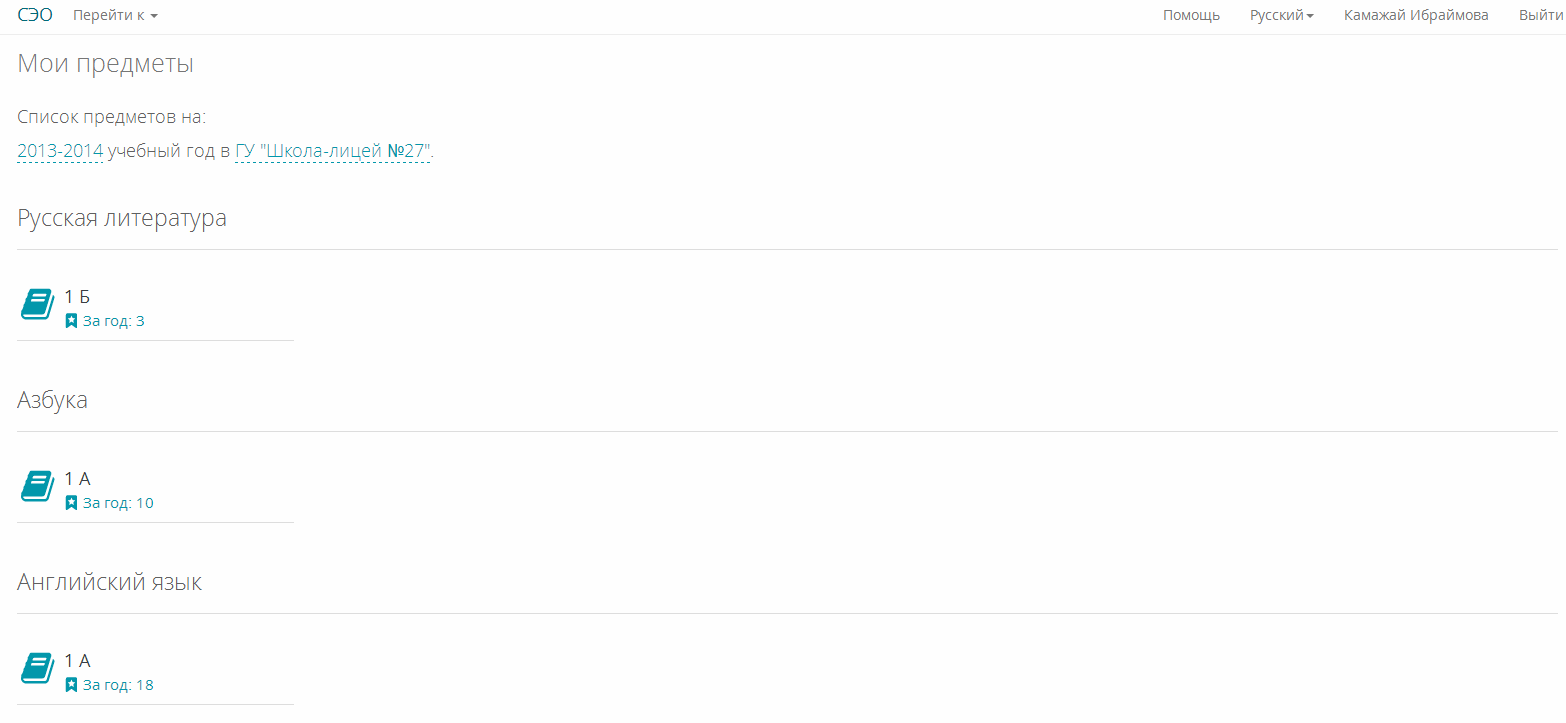 СЭО Перейти к Помощь Русский Камажай Ибраймова Выйти
Мои предметы
Список предметов на:
2013-2014 учебный год в ГУ "Школа-лицей №27".
Русская литература
1 Б
За год: 3
Азбука
1 А
За год: 10
Английский язык
1 А
За год: 18